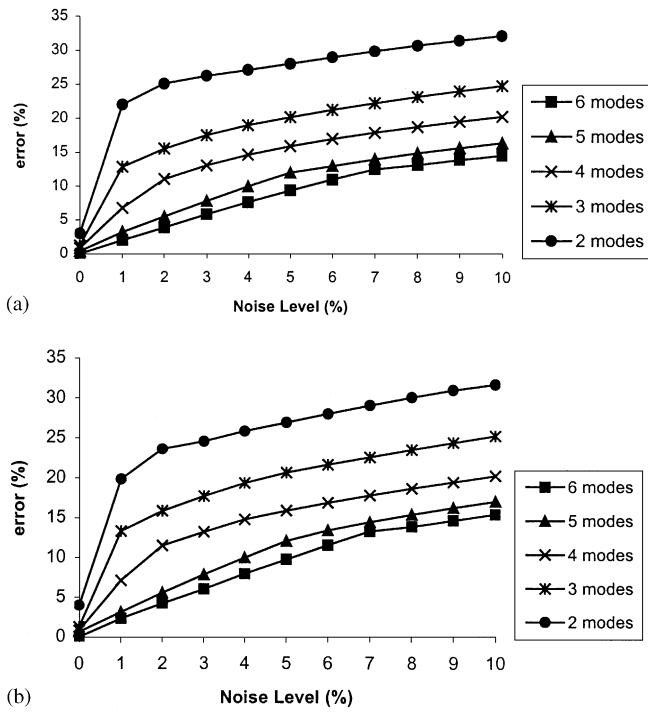 35
30
25
20
15
10
5
0
error (%)
0 1 2 3 4 5 6 7 8 9 10
Noise Level (%)
6 modes
5 modes
4 modes
3 modes
2 modes
(a)
35
30
25
20
15
10
5
0
error (%)
0 1 2 3 4 5 6 7 8 9 10
Noise Level (%)
6 modes
5 modes
4 modes
3 modes
2 modes
(b)